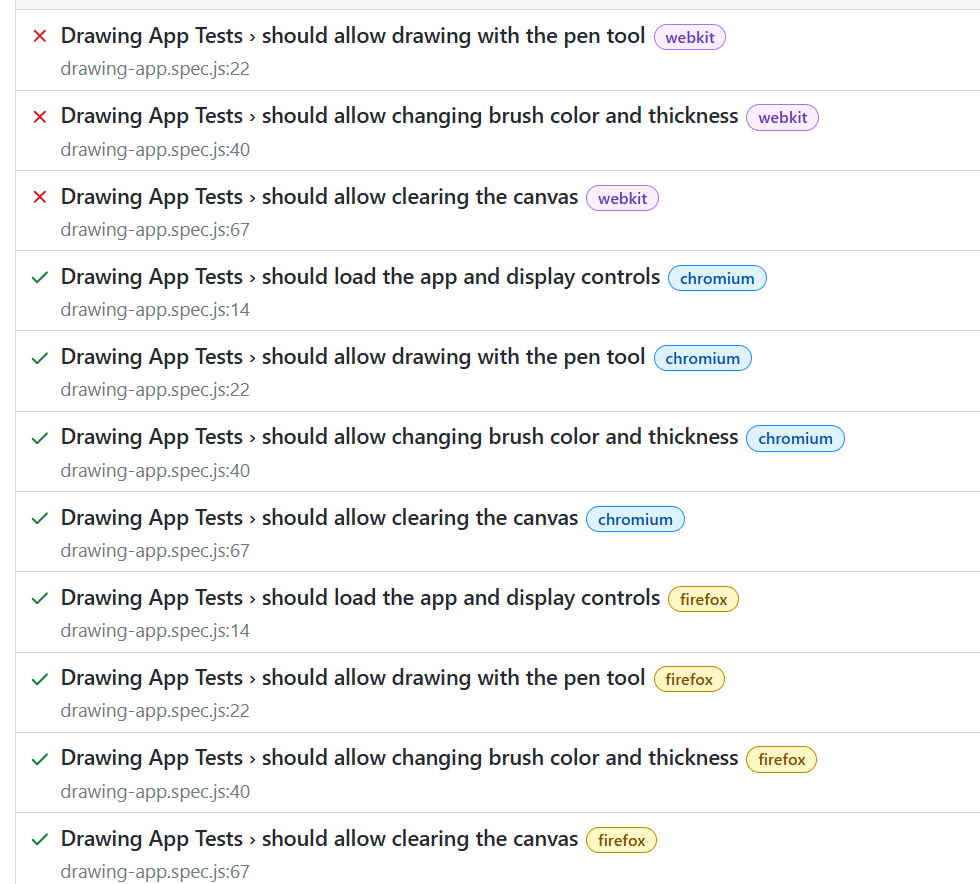 Drawing App Tests › should allow drawing with the pen tool webkit
drawing-app.spec.js:22
Drawing App Tests › should allow changing brush color and thickness webkit
drawing-app.spec.js:40
Drawing App Tests › should allow clearing the canvas webkit
drawing-app.spec.js:67
Drawing App Tests › should load the app and display controls chromium
drawing-app.spec.js:14
Drawing App Tests › should allow drawing with the pen tool chromium
drawing-app.spec.js:22
Drawing App Tests › should allow changing brush color and thickness chromium
drawing-app.spec.js:40
Drawing App Tests › should allow clearing the canvas chromium
drawing-app.spec.js:67
Drawing App Tests › should load the app and display controls firefox
drawing-app.spec.js:14
Drawing App Tests › should allow drawing with the pen tool firefox
drawing-app.spec.js:22
Drawing App Tests › should allow changing brush color and thickness firefox
drawing-app.spec.js:40
Drawing App Tests › should allow clearing the canvas firefox
drawing-app.spec.js:67